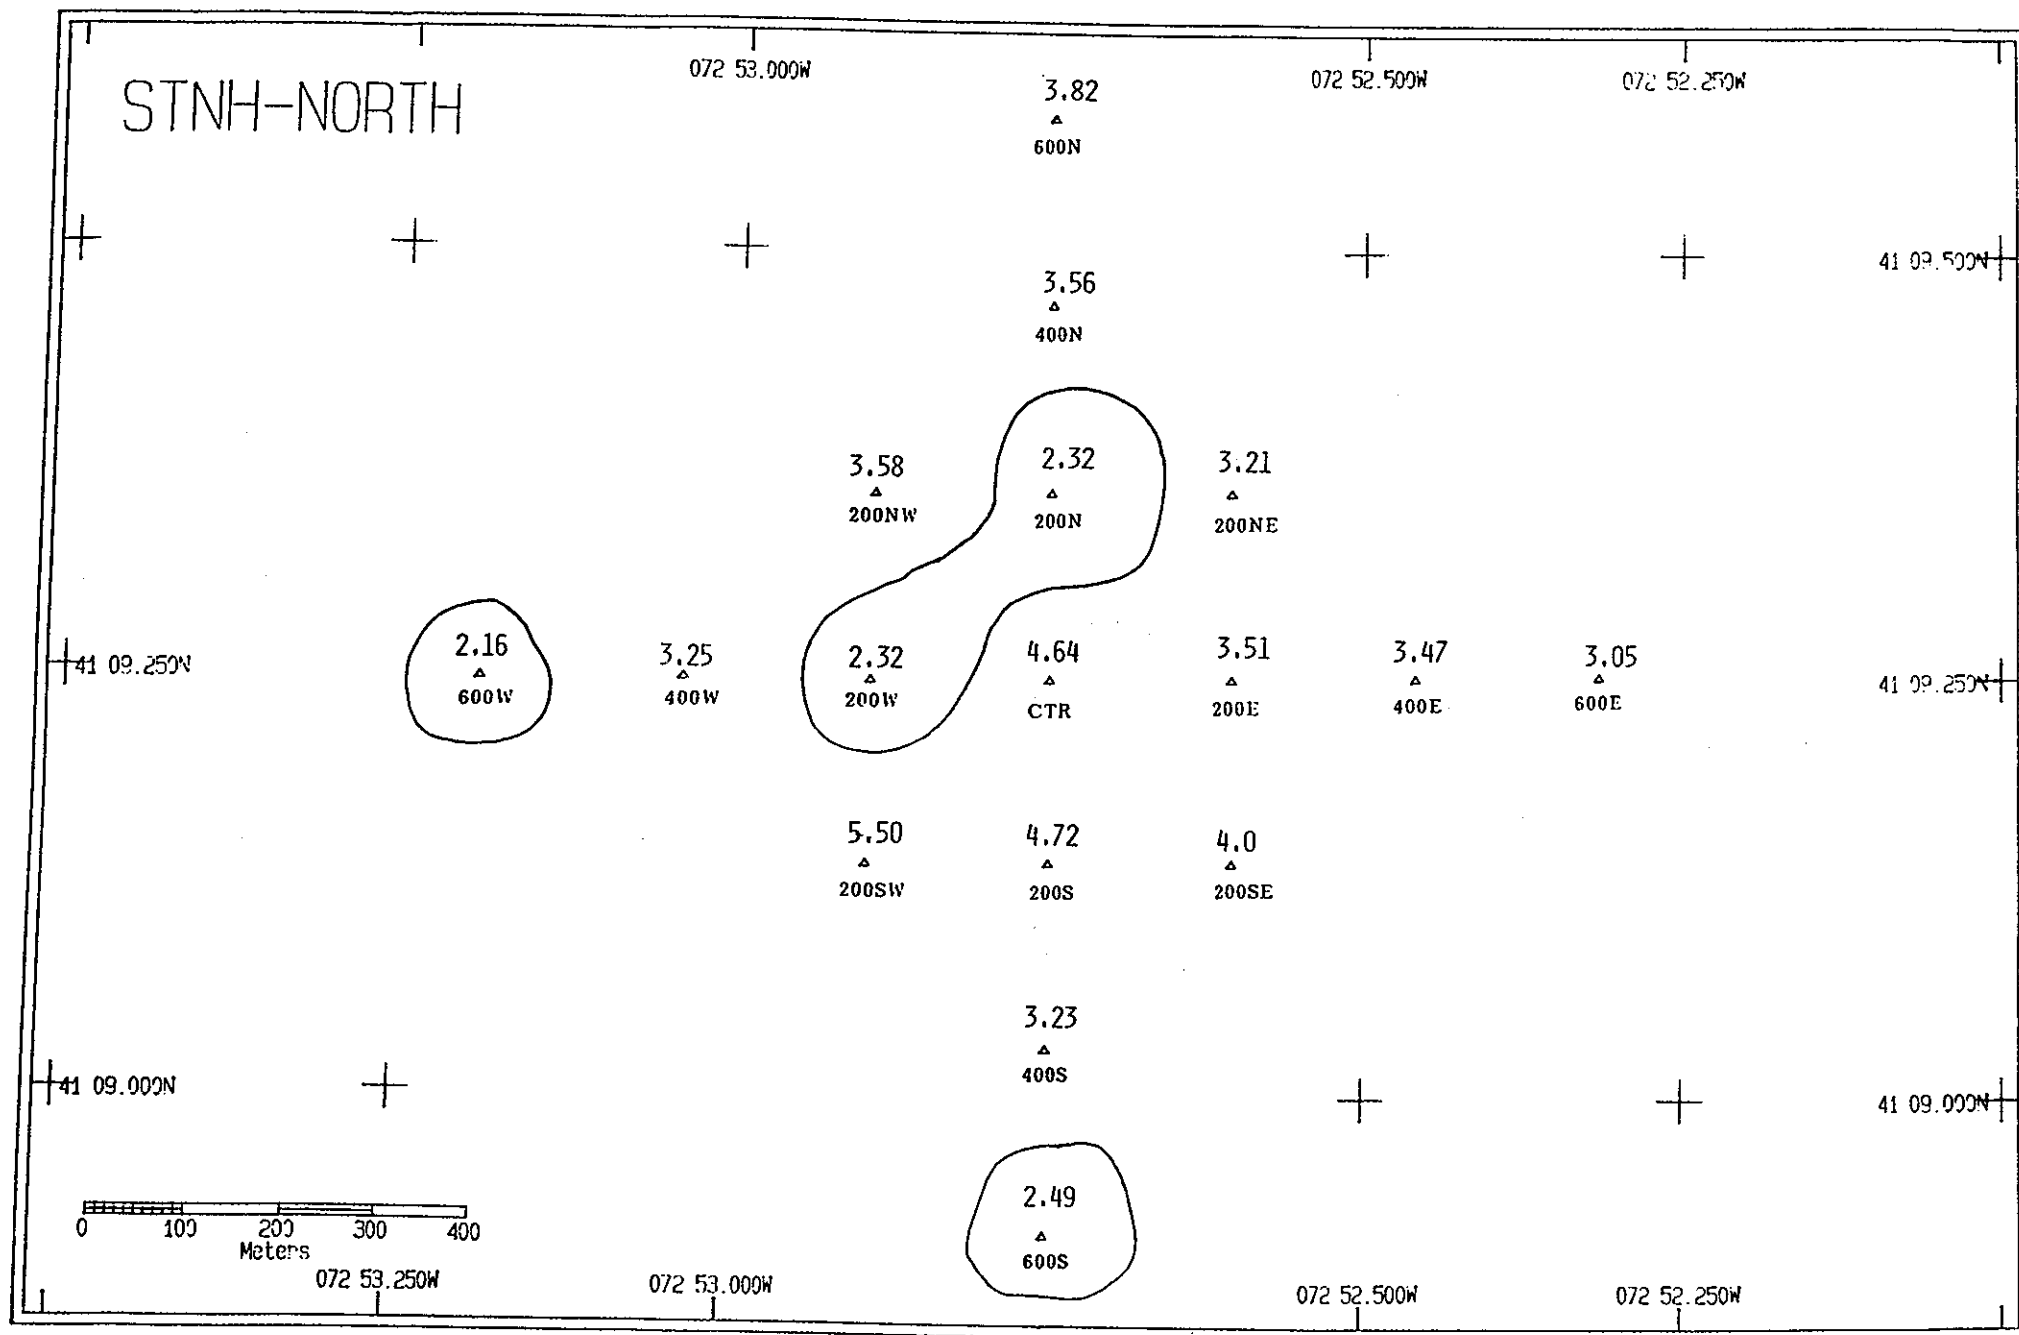 072 53.000W 072 52.500W 072 52.250W
STNH-NORTH
3.82
600N
41 09.500N
3.56
400N
3.58 2.32 3.21
200NW 200N 200NE
2.16 3.25 2.32 4.64 3.51 3.47 3.05
41 09.250N 41 09.250N
600W 400W 200W CTR 200E 400E 600E
5.50 4.72 4.0
200SW 200S 200SE
3.23
400S
41 09.000N 41 09.000N
2.49
600S
0 100 200 300 400
Meters
072 53.250W 072 53.000W 072 52.500W 072 52.250W